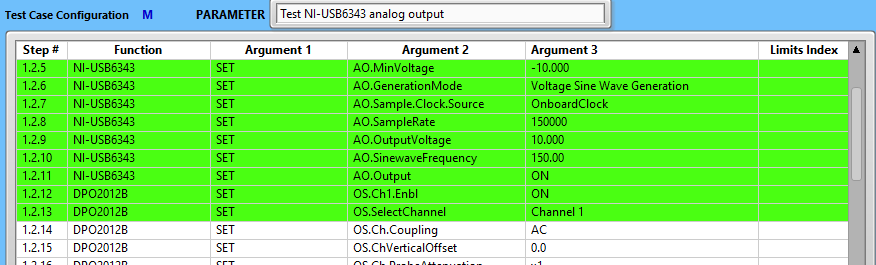 Test Case Configuration M PARAMETER Test NI-USB6343 analog output
Step # Function Argument 1 Argument 2 Argument 3 Limits Index
1.2.5 NI-USB6343 SET AO.MinVoltage -10.000
1.2.6 NI-USB6343 SET AO.GenerationMode Voltage Sine Wave Generation
1.2.7 NI-USB6343 SET AO.Sample.Clock.Source OnboardClock
1.2.8 NI-USB6343 SET AO.SampleRate 150000
1.2.9 NI-USB6343 SET AO.OutputVoltage 10.000
1.2.10 NI-USB6343 SET AO.SinewaveFrequency 150.00
1.2.11 NI-USB6343 SET AO.Output ON
1.2.12 DPO2012B SET OS.Ch1.Enbl ON
1.2.13 DPO2012B SET OS.SelectChannel Channel 1
1.2.14 DPO2012B SET OS.Ch.Coupling AC
1.2.15 DPO2012B SET OS.ChVerticalOffset 0.0
1.2.16 DPO2012B SET OS.Ch.ProbeAttenuation x1